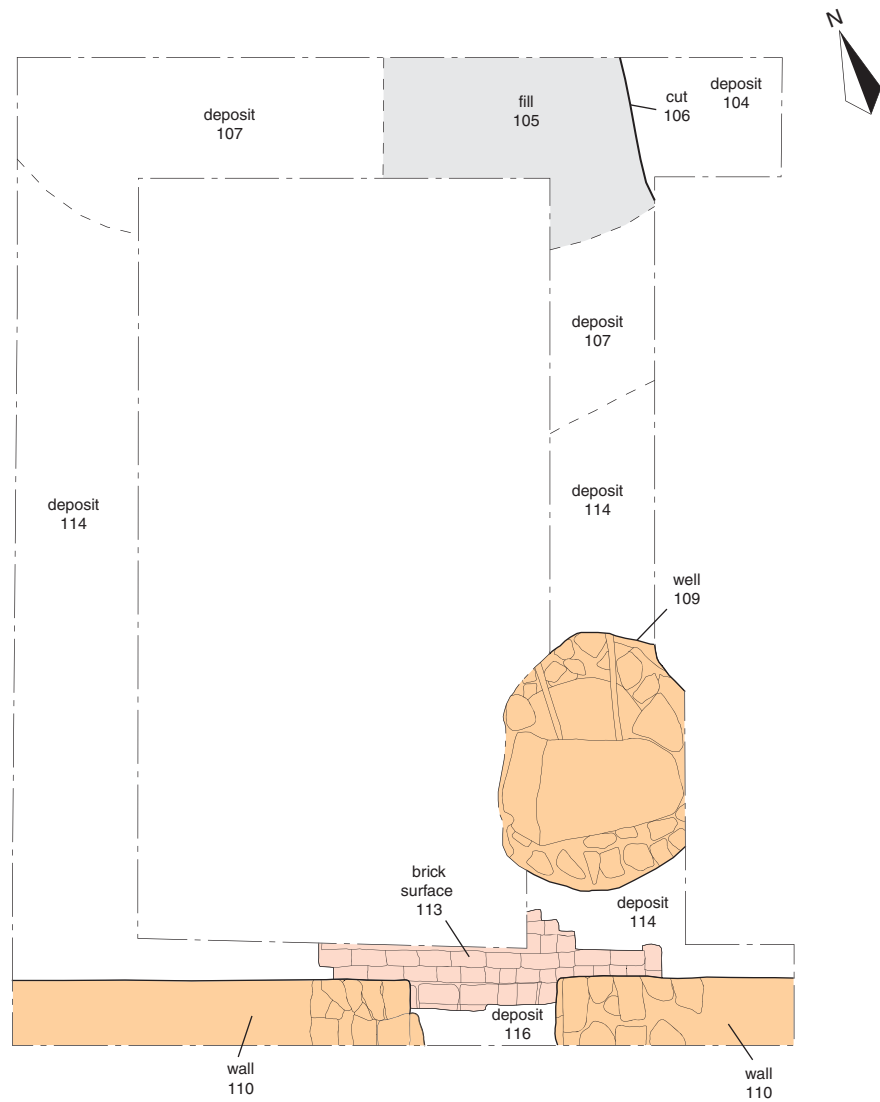 N
deposit
107
fill
105
cut
106
deposit
104
deposit
107
deposit
114
deposit
114
well
109
brick
surface
113
deposit
114
deposit
116
wall
110
wall
110